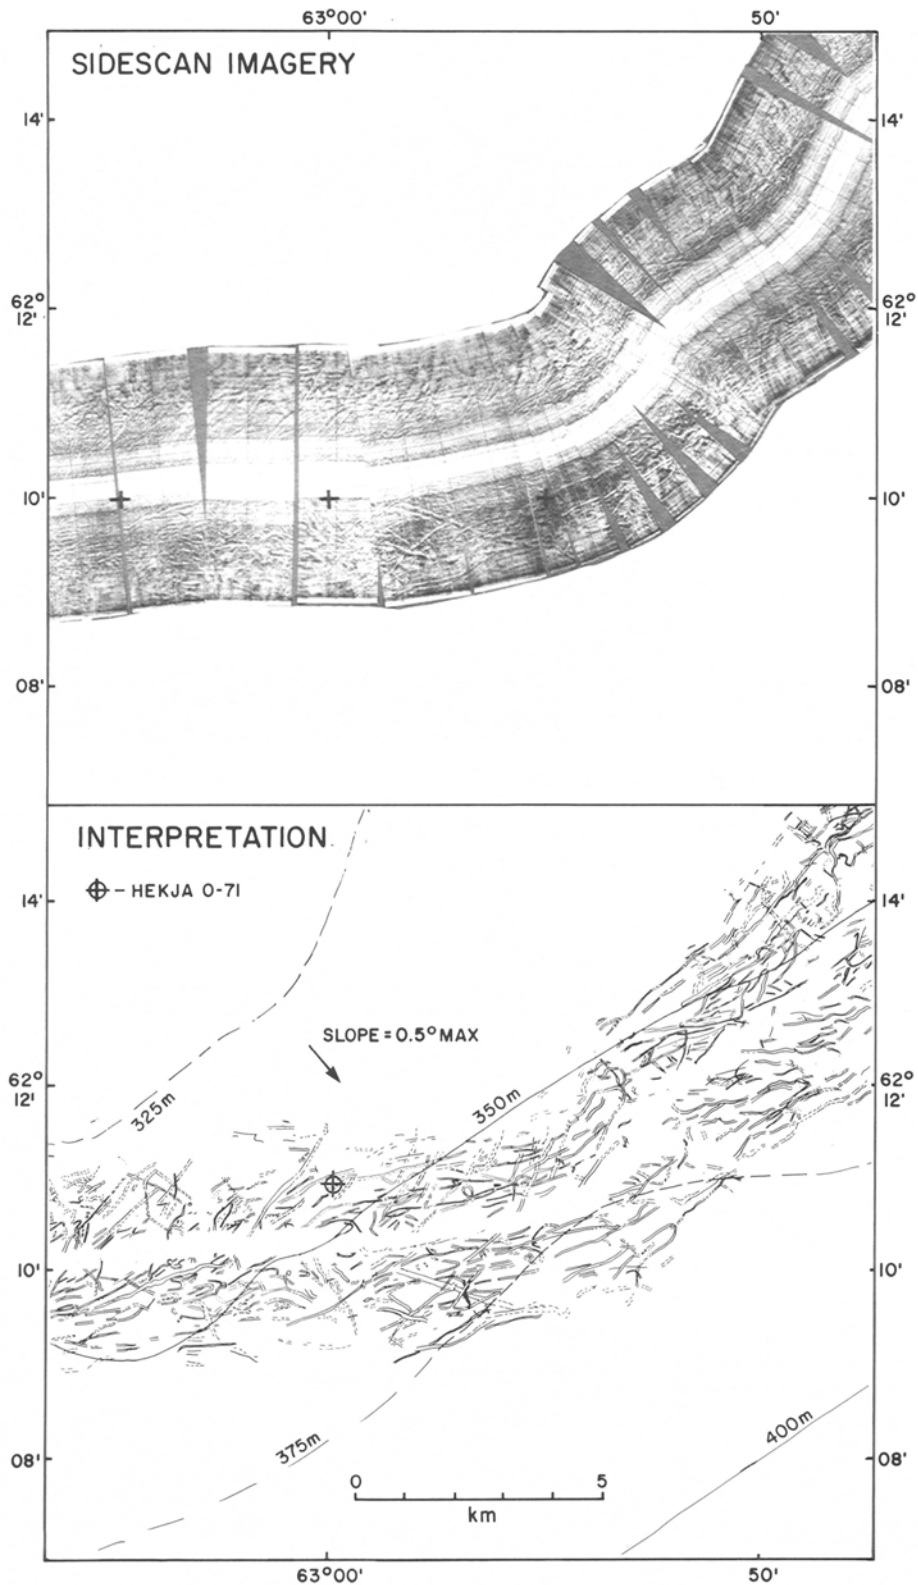 63°00' 50'
SIDESCAN IMAGERY
14' 14'
62° 62°
12' 12'
10' 10'
08' 08'
INTERPRETATION
- HEKJA O-71
14' 14'
SLOPE = 0.5° MAX
325m
350m
62° 62°
12' 12'
10' 10'
375m
400m
08' 08'
0 5
km
63°00' 50'